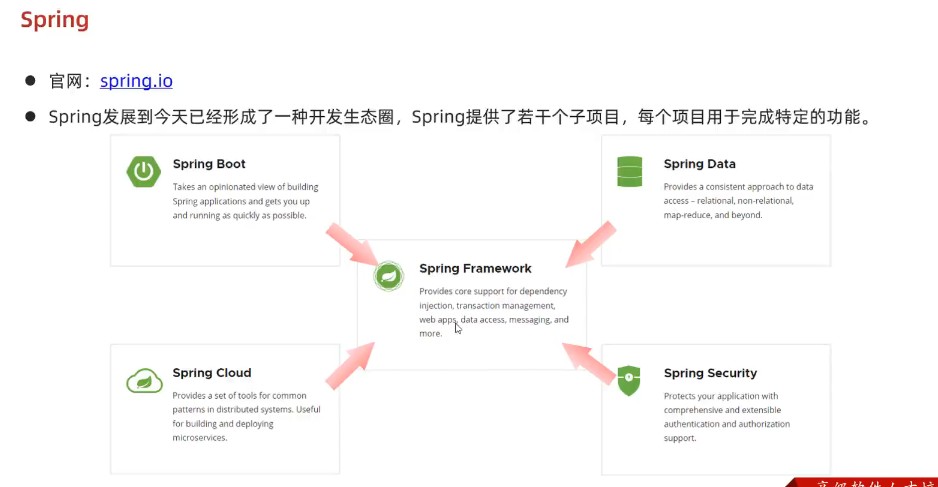 Spring
官网：spring.io
Spring发展到今天已经形成了一种开发生态圈，Spring提供了若干个子项目，每个项目用于完成特定的功能。
Spring Boot
Takes an opinionated view of building
Spring applications and gets you up
and running as quickly as possible.
Spring Data
Provides a consistent approach to data
access – relational, non-relational,
map-reduce, and beyond.
Spring Framework
Provides core support for dependency
injection, transaction management,
web apps, data access, messaging, and
more.
Spring Cloud
Provides a set of tools for common
patterns in distributed systems. Useful
for building and deploying
microservices.
Spring Security
Protects your application with
comprehensive and extensible
authentication and authorization
support.